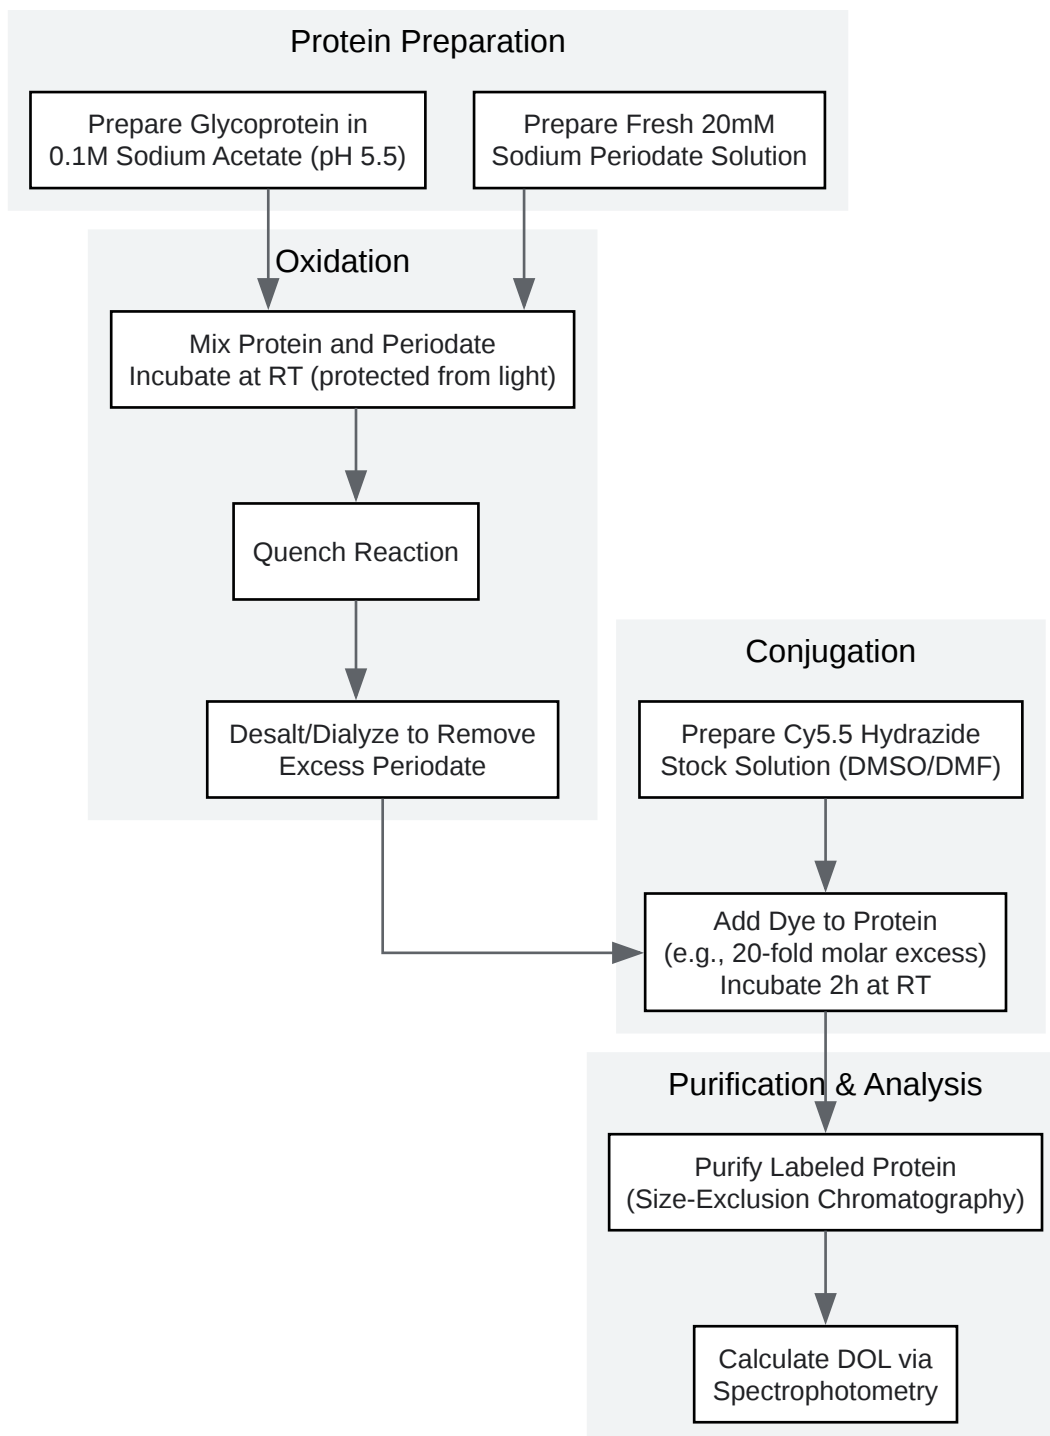 Protein Preparation
Prepare Glycoprotein in
0.1M Sodium Acetate (pH 5.5)
Prepare Fresh 20mM
Sodium Periodate Solution
Oxidation
Mix Protein and Periodate
Incubate at RT (protected from light)
Quench Reaction
Desalt/Dialyze to Remove
Excess Periodate
Conjugation
Prepare Cy5.5 Hydrazide
Stock Solution (DMSO/DMF)
Add Dye to Protein
(e.g., 20-fold molar excess)
Incubate 2h at RT
Purification & Analysis
Purify Labeled Protein
(Size-Exclusion Chromatography)
Calculate DOL via
Spectrophotometry